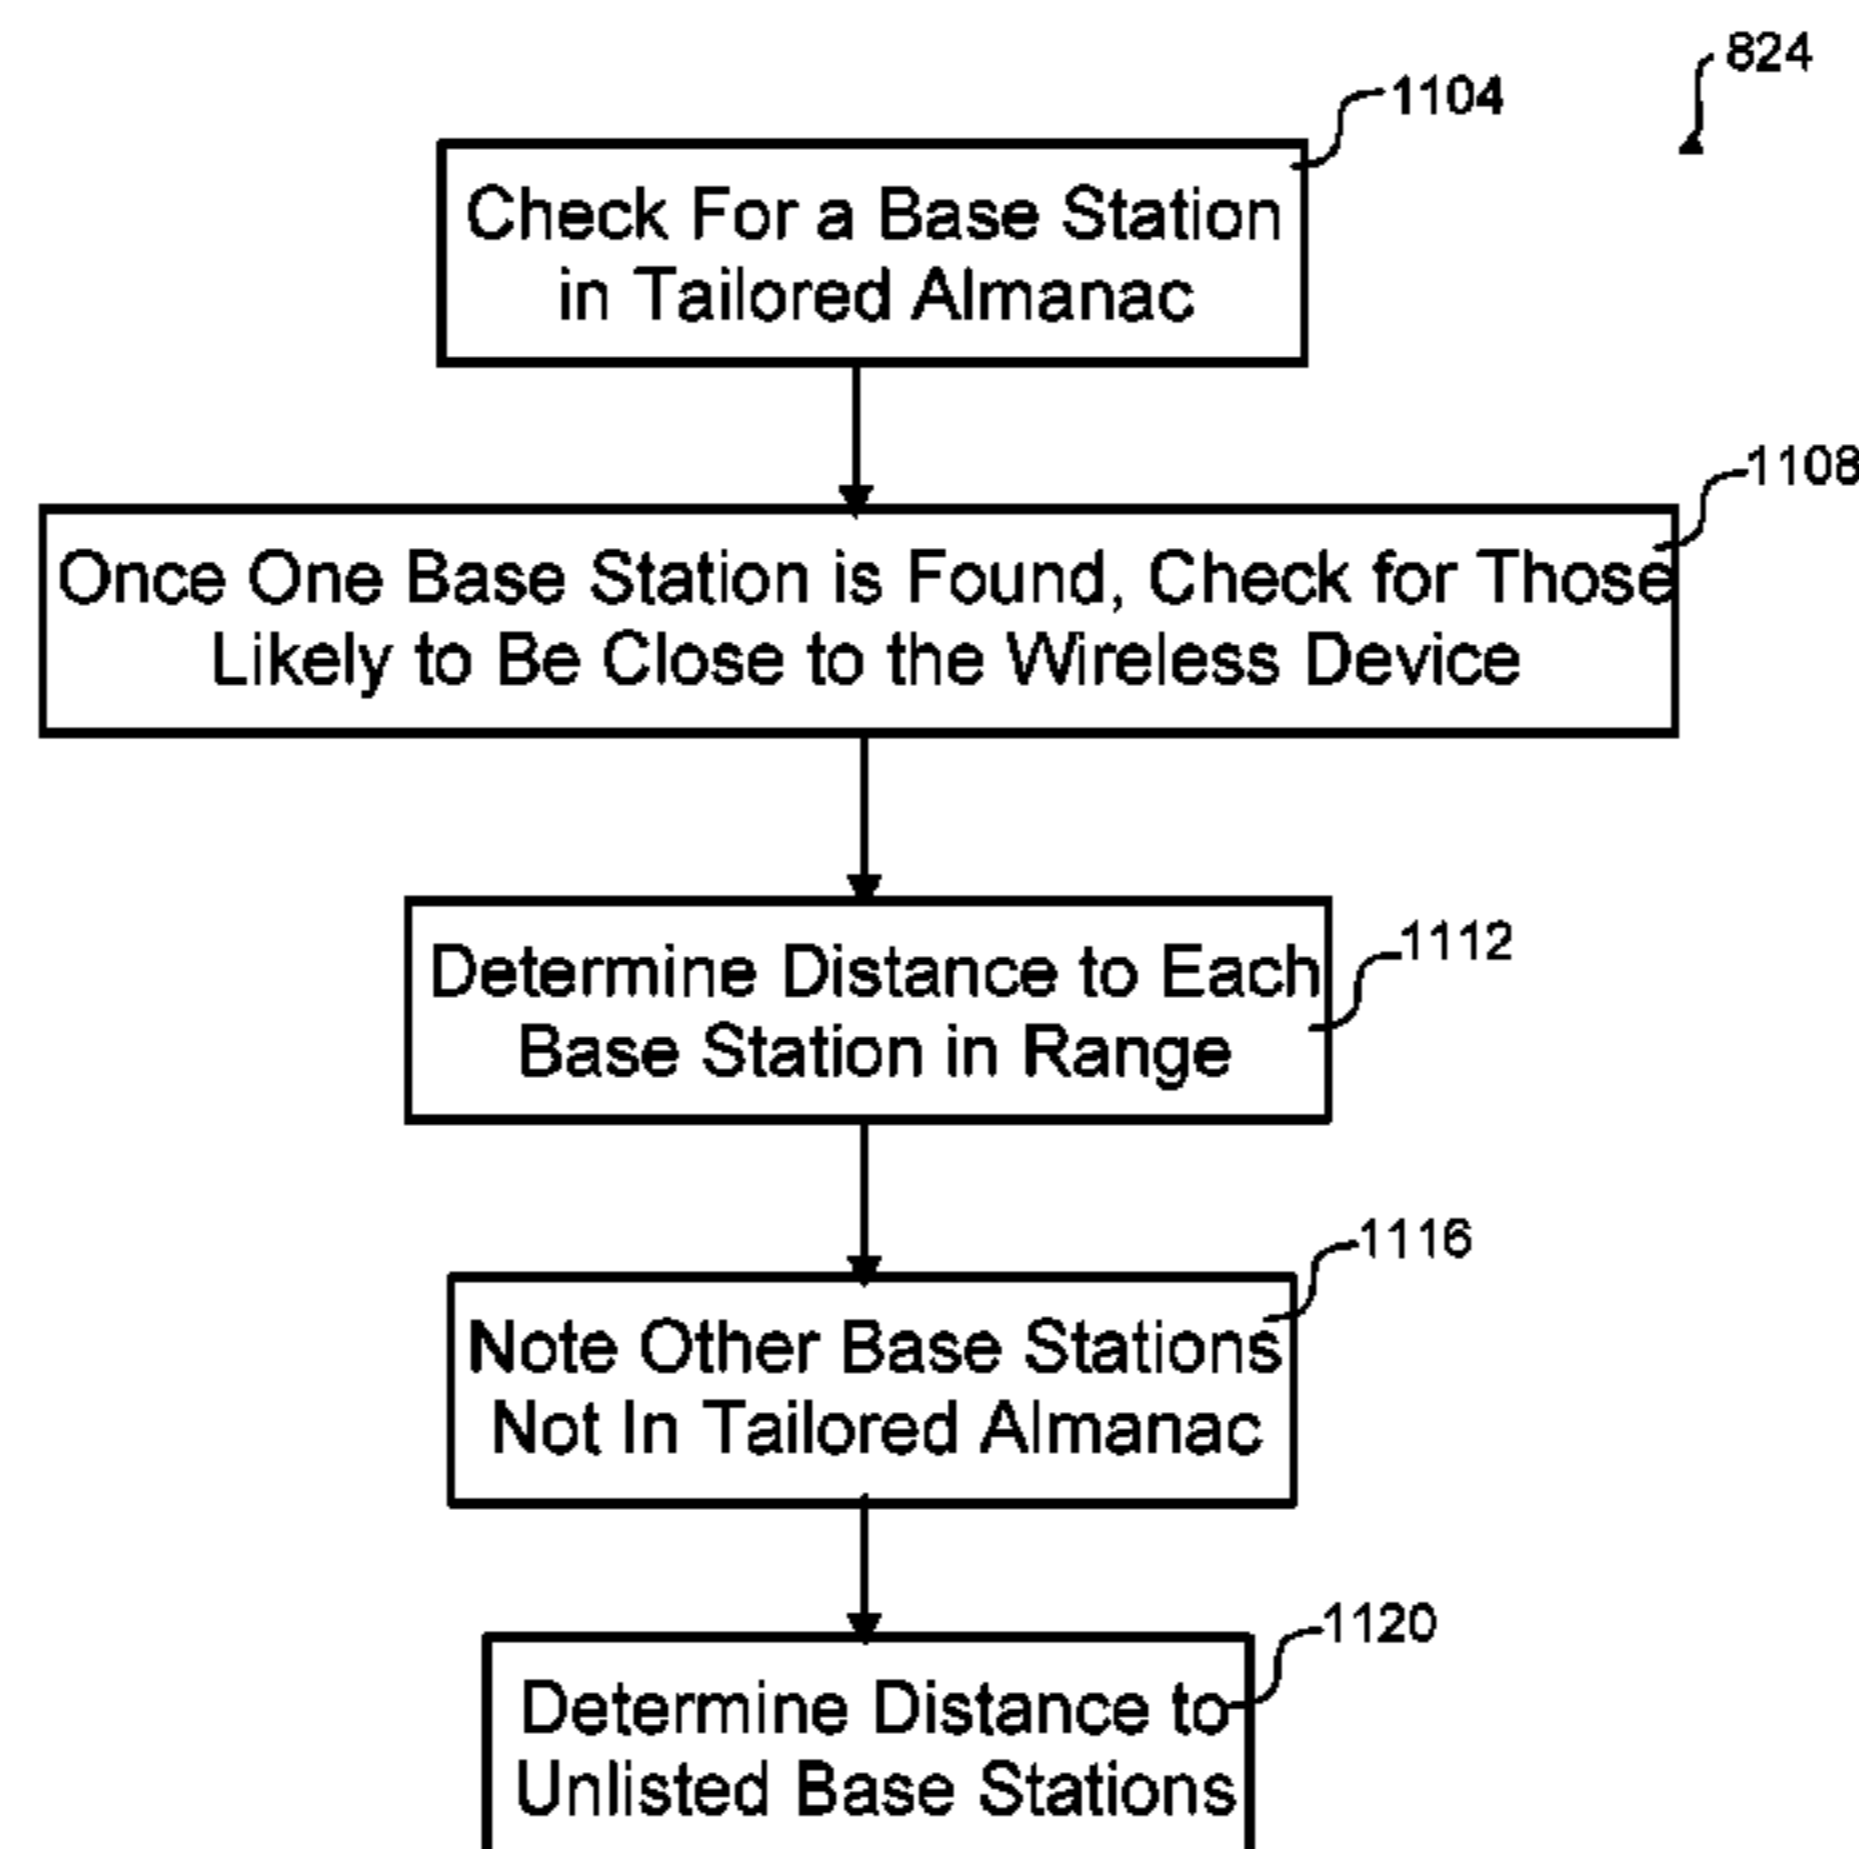 824
1104
Check For a Base Station
in Tailored Almanac
1108
Once One Base Station is Found, Check for Those
Likely to Be Close to the Wireless Device
1112
Determine Distance to Each
Base Station in Range
1116
Note Other Base Stations
Not In Tailored Almanac
1120
Determine Distance to
Unlisted Base Stations